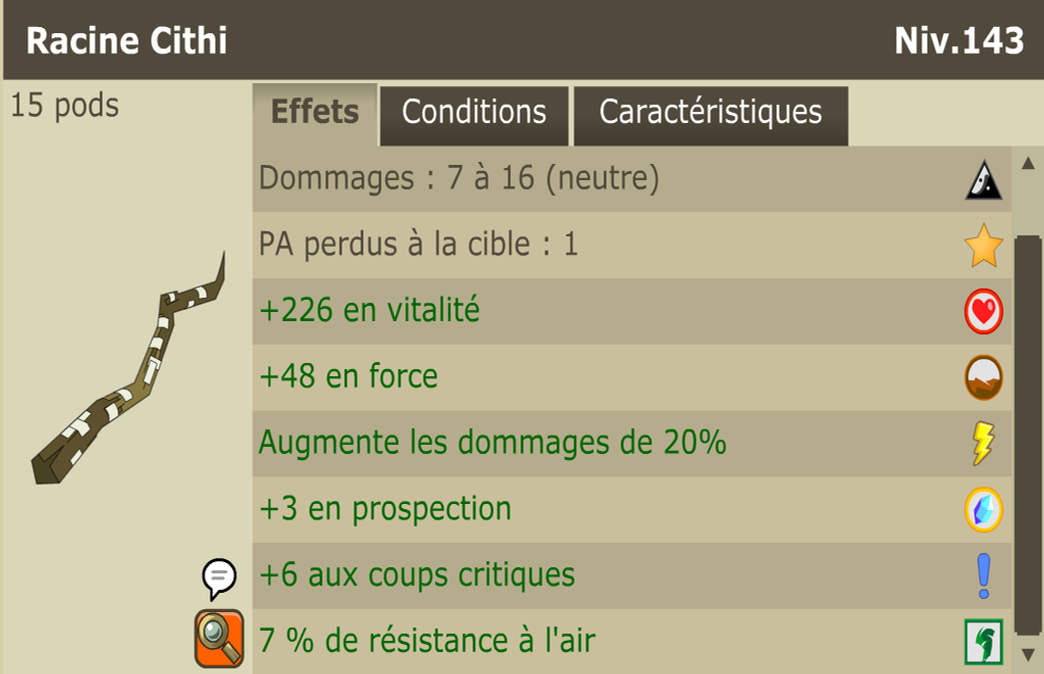 Racine Cithi
Niv.143
15 pods
Effets
Conditions
Caractéristiques
Dommages : 7 à 16 (neutre)
PA perdus à la cible : 1
+226 en vitalité
+48 en force
Augmente les dommages de 20%
+3 en prospection
+6 aux coups critiques
7 % de résistance à l'air